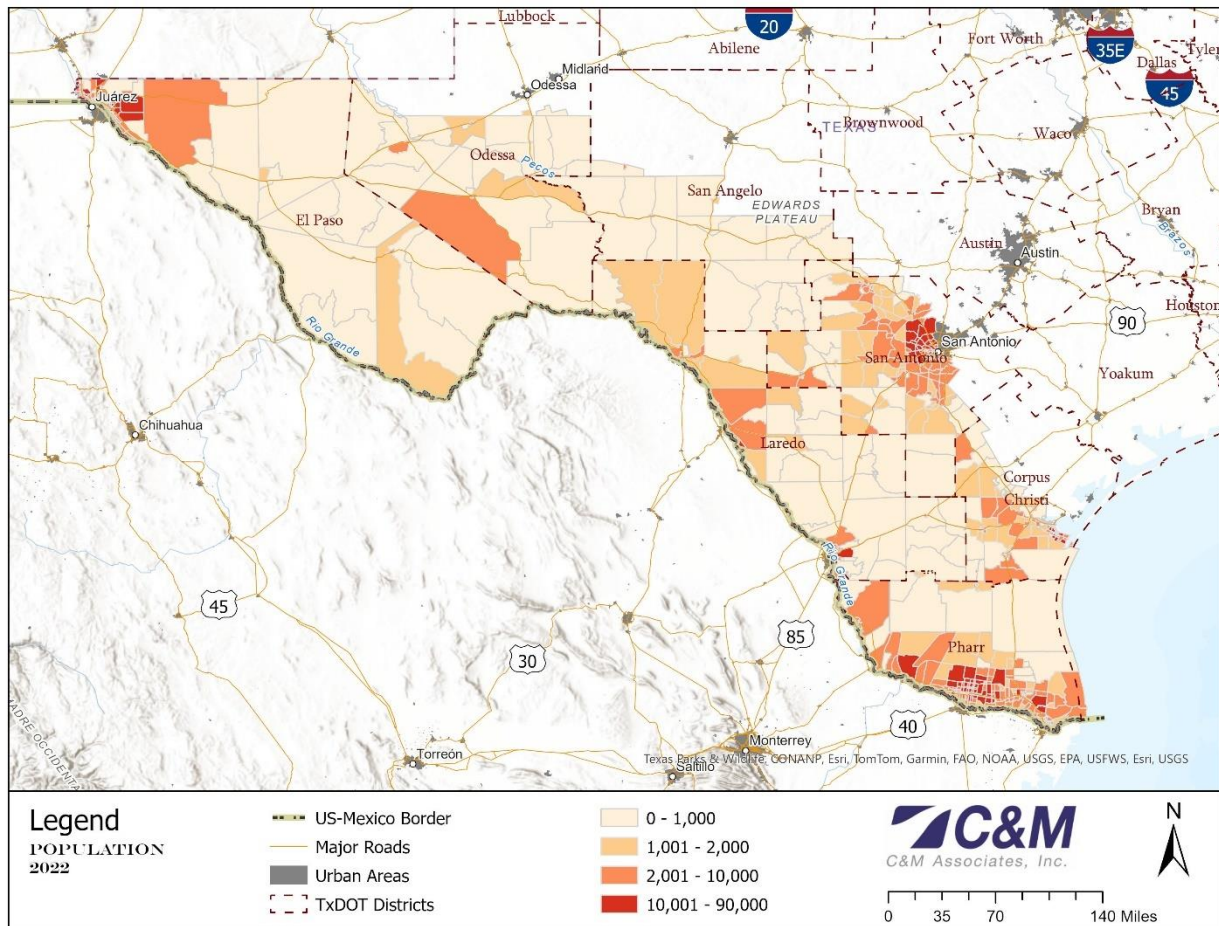 Lubbock
20
Abilene
Fort Worth
35E
Dallas
Tyler
45
Midland
Odessa
Juárez
Brownwood
TEXAS
Waco
Odessa
Pecos
San Angelo
EDWARDS
PLATEAU
El Paso
Bryan
Brazos
Austin
Austin
Houston
90
Rio Grande
San Antonio
San Antonio
Yoakum
Chihuahua
Laredo
Corpus
Christi
Rio Grande
45
85
30
Pharr
40
Torreón
Monterrey
Saltillo
Texas Parks & Wildlife, CONANP, Esri, TomTom, Garmin, FAO, NOAA, USGS, EPA, USFWS, Esri, USGS
Legend
POPULATION
2022
US-Mexico Border
Major Roads
Urban Areas
TxDOT Districts
0 - 1,000
1,001 - 2,000
2,001 - 10,000
10,001 - 90,000
C&M
C&M Associates, Inc.
N
0 35 70 140 Miles